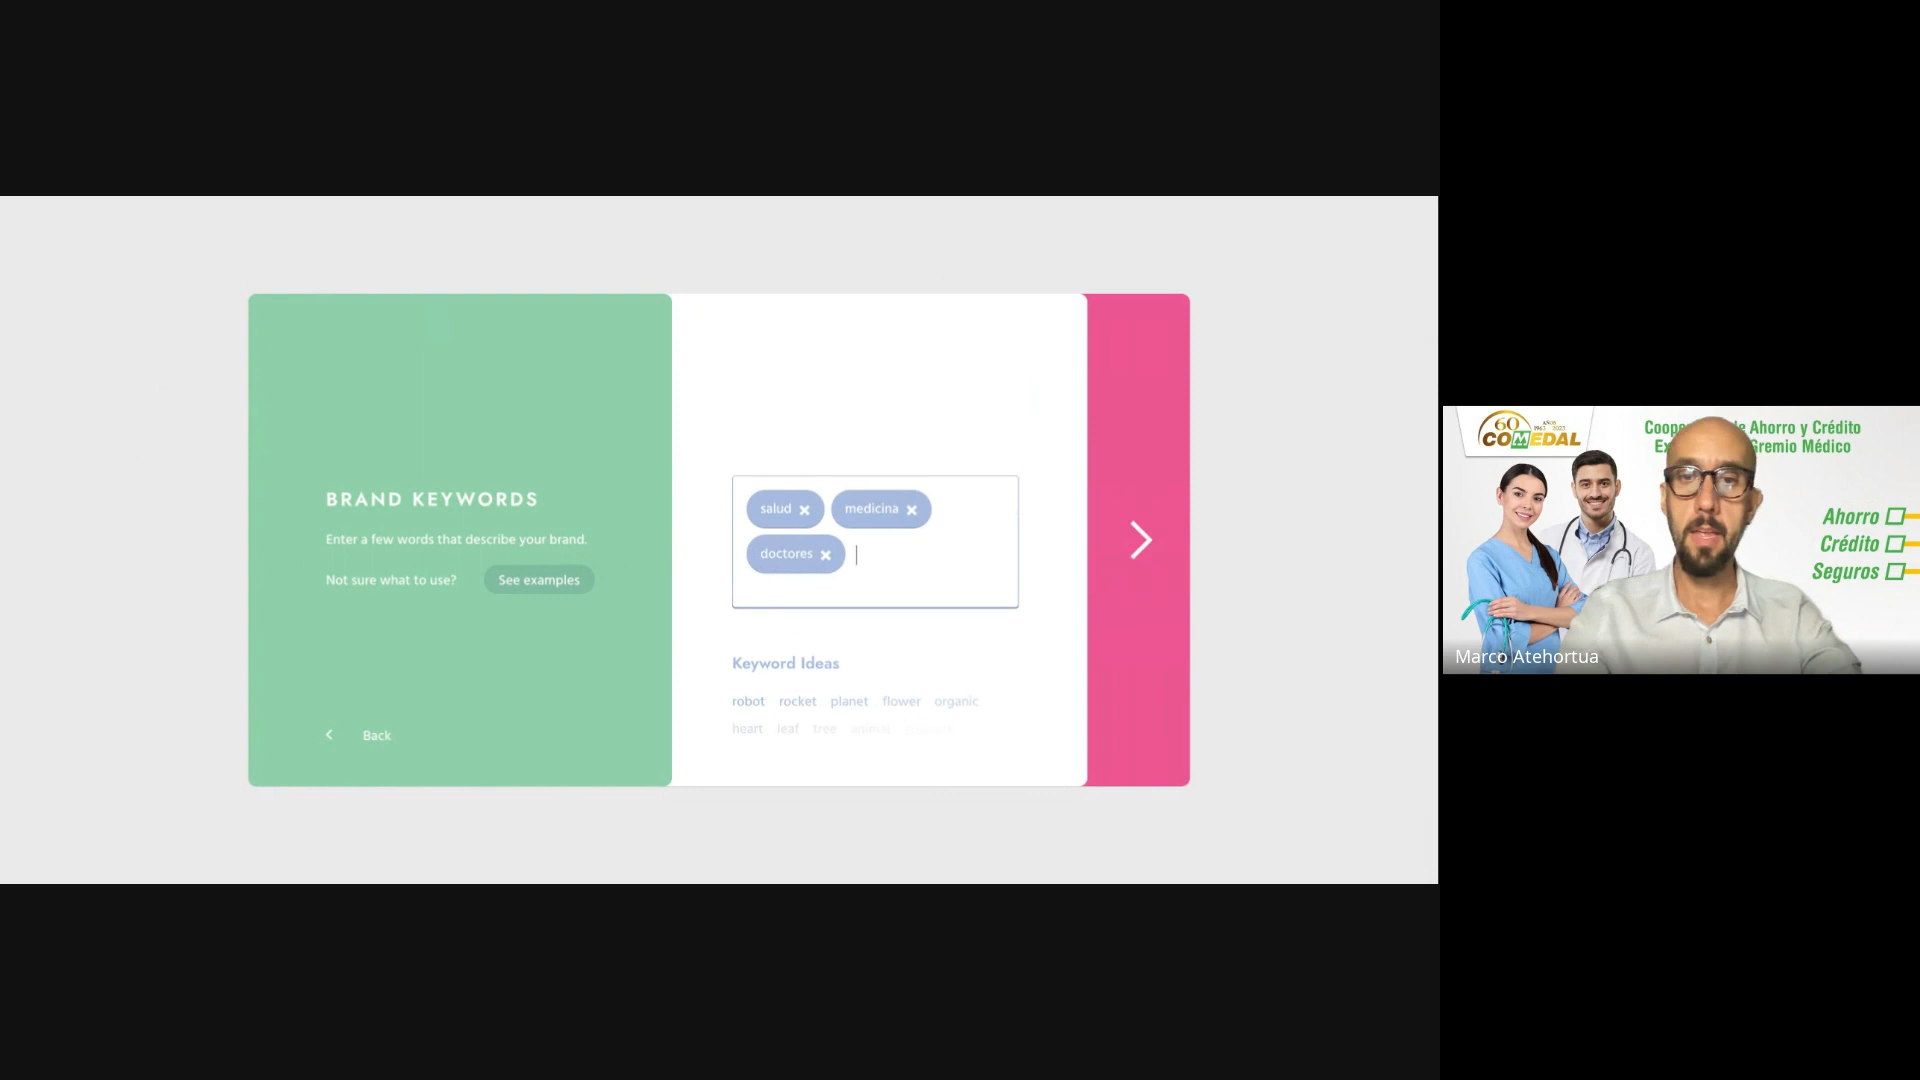 BRAND KEYWORDS
Enter a few words that describe your brand.
Not sure what to use? See examples
Back
salud medicina
doctores
Keyword Ideas
robot rocket planet flower organic
heart leaf tree animal
60 AÑOS
COMEDAL
Ahorro y Crédito
Gremio Médico
Ahorro
Crédito
Seguros
Marco Atehortua